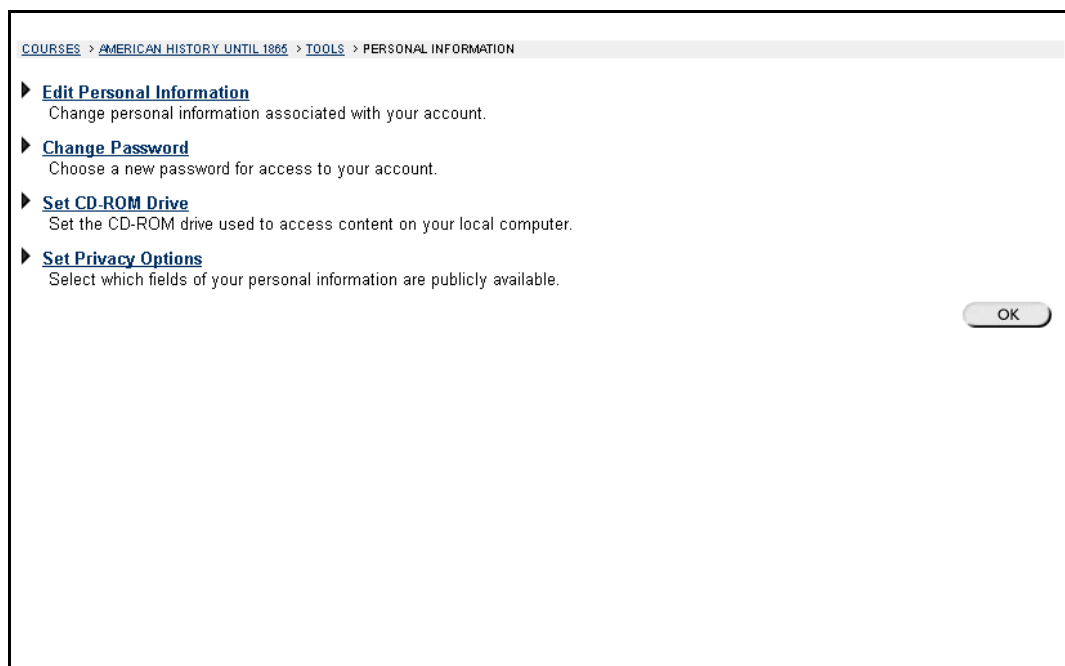 COURSES > AMERICAN HISTORY UNTIL 1865 > TOOLS > PERSONAL INFORMATION
Edit Personal Information
Change personal information associated with your account.
Change Password
Choose a new password for access to your account.
Set CD-ROM Drive
Set the CD-ROM drive used to access content on your local computer.
Set Privacy Options
Select which fields of your personal information are publicly available.
OK